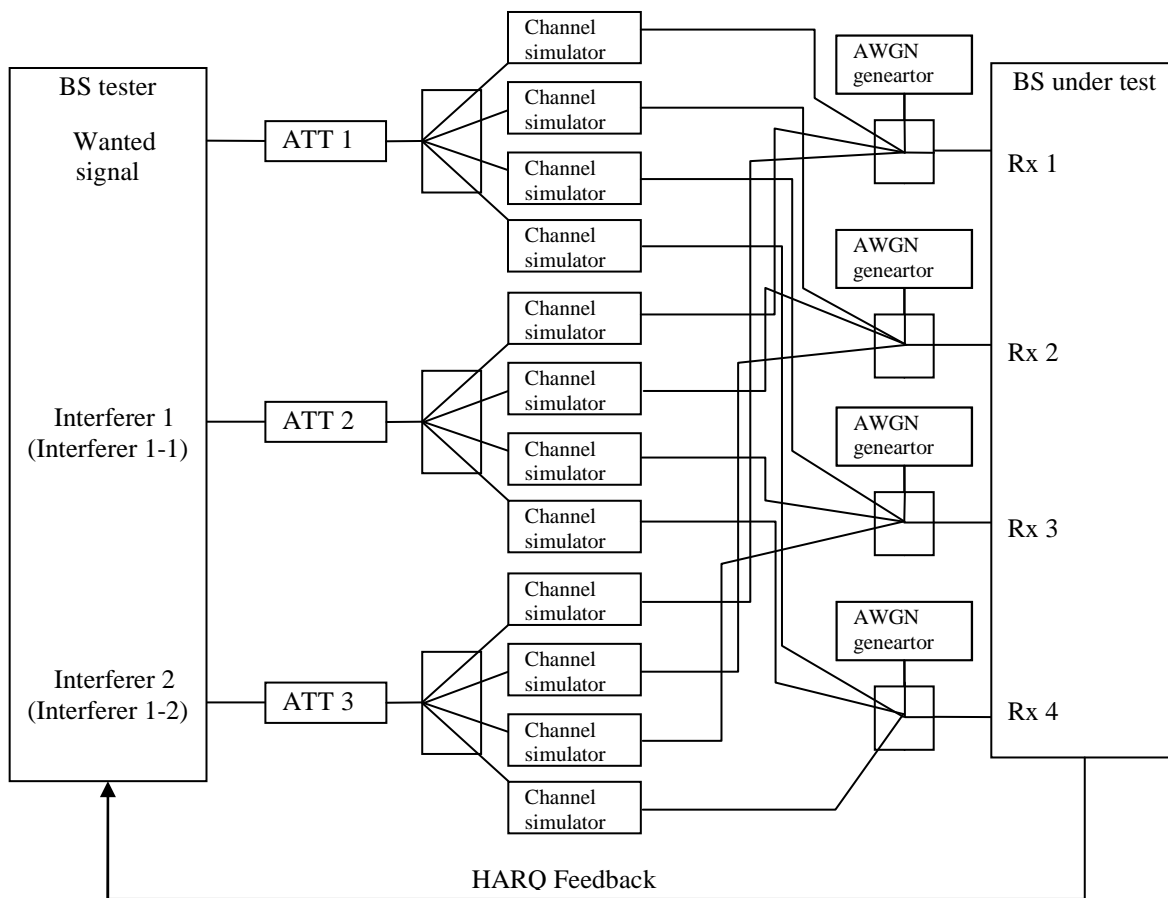 BS tester
Wanted
signal
Interferer 1
(Interferer 1-1)
Interferer 2
(Interferer 1-2)
ATT 1
ATT 2
ATT 3
Channel
simulator
Channel
simulator
Channel
simulator
Channel
simulator
Channel
simulator
Channel
simulator
Channel
simulator
Channel
simulator
Channel
simulator
Channel
simulator
Channel
simulator
Channel
simulator
AWGN
geneartor
AWGN
geneartor
AWGN
geneartor
AWGN
geneartor
BS under test
Rx 1
Rx 2
Rx 3
Rx 4
HARQ Feedback